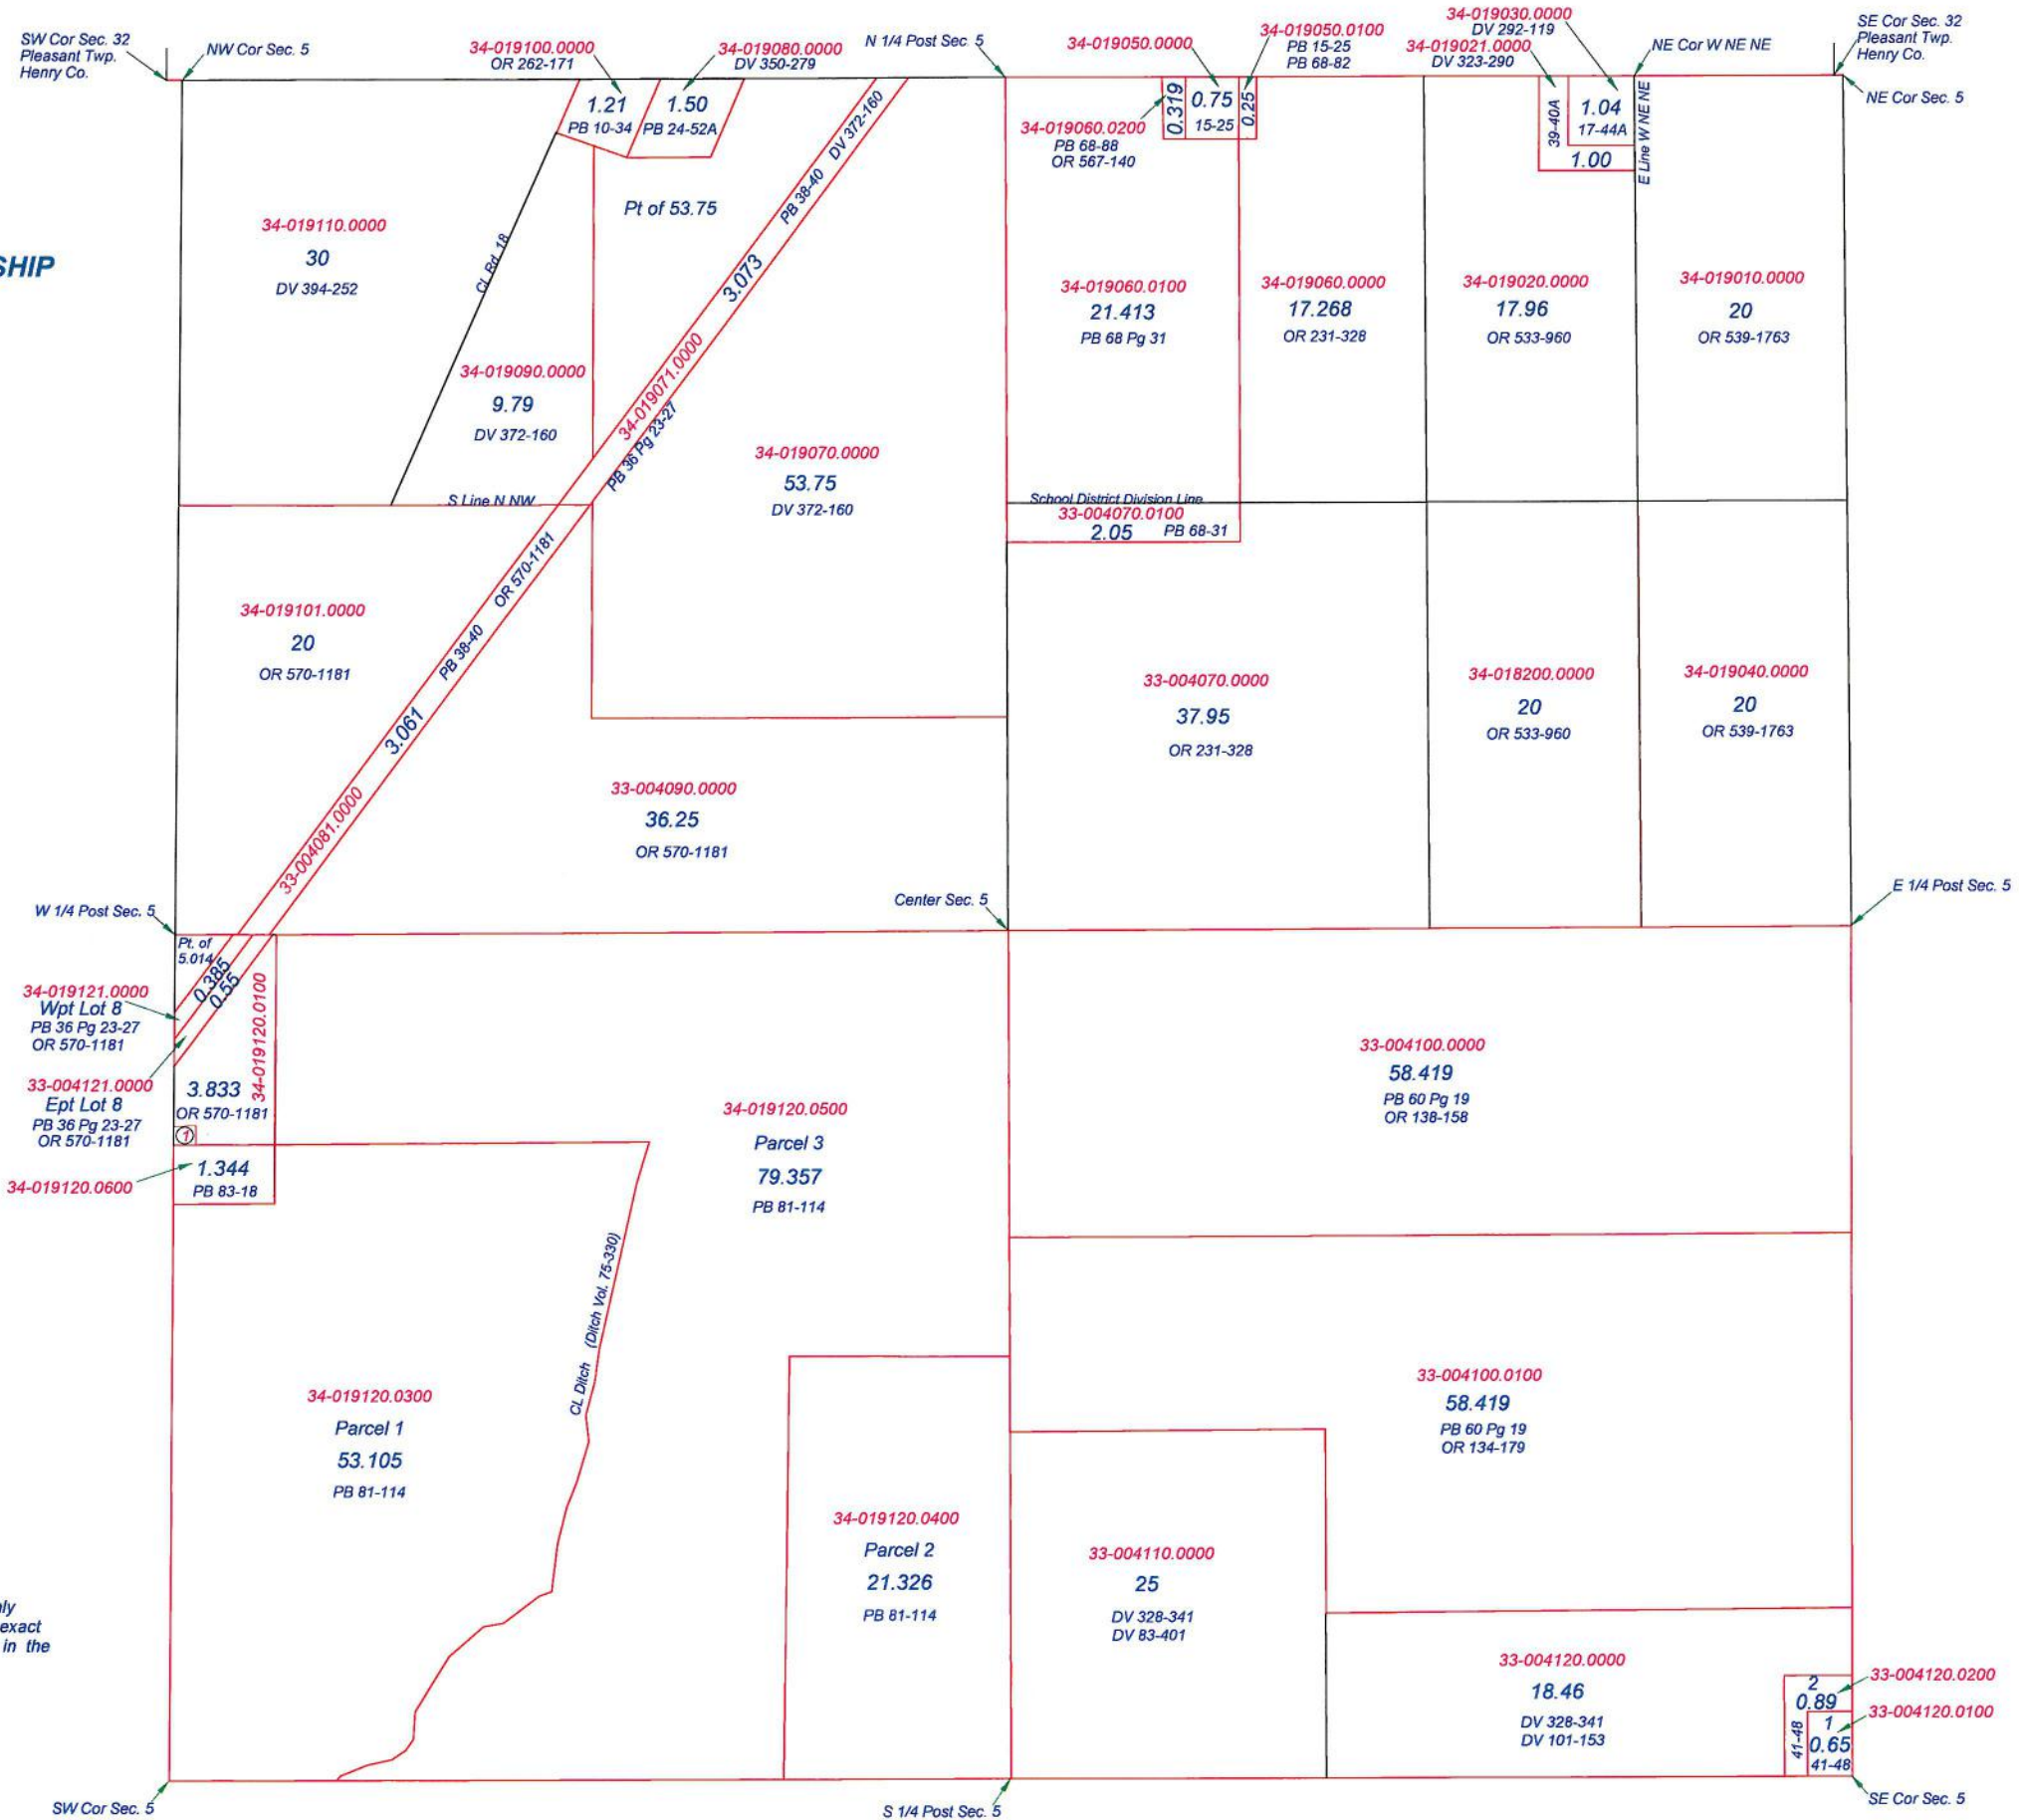 SW Cor Sec. 32
Pleasant Twp.
Henry Co.
NW Cor Sec. 5
34-019100.0000
OR 262-171
34-019080.0000
DV 350-279
N 1/4 Post Sec. 5
34-019050.0000
34-019050.0100
PB 15-25
PB 68-82
34-019030.0000
DV 292-119
34-019021.0000
DV 323-290
NE Cor W NE NE
SE Cor Sec. 32
Pleasant Twp.
Henry Co.
NE Cor Sec. 5
1.21
PB 10-34
1.50
PB 24-52A
PB 38-40 DV 372-160
34-019060.0200
PB 68-88
OR 567-140
0.319
0.75
15-25
0.25
39-40A
1.04
17-44A
1.00
E Line W NE NE
SHIP
34-019110.0000
30
DV 394-252
CL Rd. 18
Pt of 53.75
3.073
34-019071.0000
PB 36 Pg 23-27
34-019090.0000
9.79
DV 372-160
34-019070.0000
53.75
DV 372-160
34-019060.0100
21.413
PB 68 Pg 31
34-019060.0000
17.268
OR 231-328
34-019020.0000
17.96
OR 533-960
34-019010.0000
20
OR 539-1763
S Line N NW
School District Division Line
33-004070.0100
2.05 PB 68-31
34-019101.0000
20
OR 570-1181
PB 38-40 OR 570-1181
3.061
33-004081.0000
33-004090.0000
36.25
OR 570-1181
33-004070.0000
37.95
OR 231-328
34-018200.0000
20
OR 533-960
34-019040.0000
20
OR 539-1763
W 1/4 Post Sec. 5
Center Sec. 5
E 1/4 Post Sec. 5
Pt. of
5.014
0.385
0.55
34-019120.0100
34-019121.0000
Wpt Lot 8
PB 36 Pg 23-27
OR 570-1181
33-004121.0000
Ept Lot 8
PB 36 Pg 23-27
OR 570-1181
3.833
OR 570-1181
1
34-019120.0600
1.344
PB 83-18
34-019120.0500
Parcel 3
79.357
PB 81-114
33-004100.0000
58.419
PB 60 Pg 19
OR 138-158
CL Ditch (Ditch Vol. 75-330)
34-019120.0300
Parcel 1
53.105
PB 81-114
33-004100.0100
58.419
PB 60 Pg 19
OR 134-179
34-019120.0400
Parcel 2
21.326
PB 81-114
33-004110.0000
25
DV 328-341
DV 83-401
ly
exact
in the
33-004120.0000
18.46
DV 328-341
DV 101-153
2
0.89
33-004120.0200
41-48
1
0.65
41-48
33-004120.0100
SW Cor Sec. 5
S 1/4 Post Sec. 5
SE Cor Sec. 5